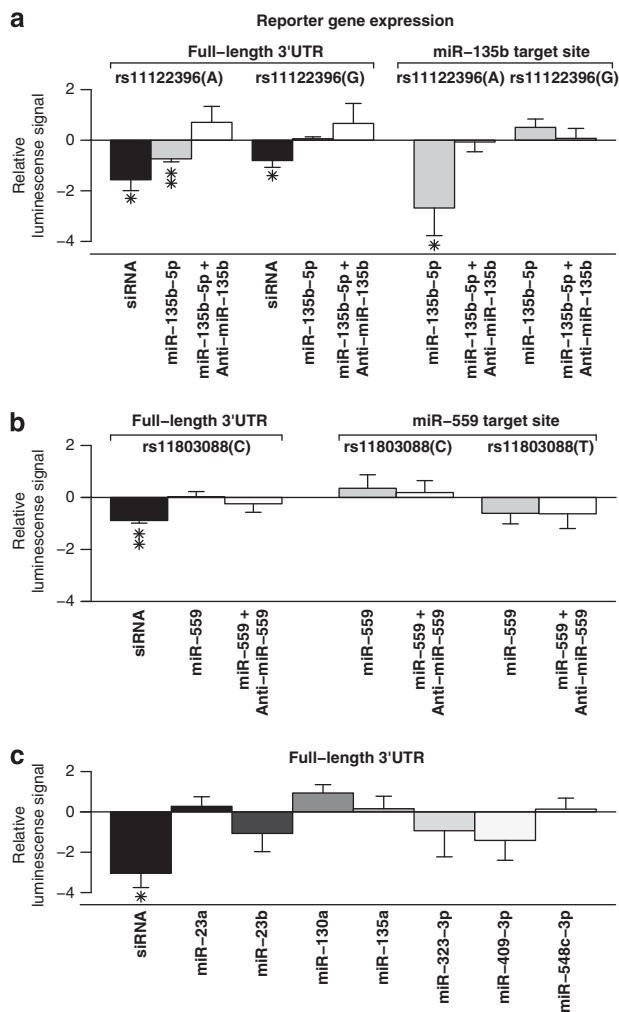 a
Reporter gene expression
Full–length 3'UTR
miR–135b target site
rs11122396(A)
rs11122396(G)
rs11122396(A) rs11122396(G)
Relative
luminescense signal
2
0
–2
–4
*
*
*
*
*
siRNA
miR–135b–5p
miR–135b–5p +
Anti–miR–135b
siRNA
miR–135b–5p
miR–135b–5p +
Anti–miR–135b
miR–135b–5p
miR–135b–5p +
Anti–miR–135b
miR–135b–5p
miR–135b–5p +
Anti–miR–135b
b
Full–length 3'UTR
miR–559 target site
rs11803088(C)
rs11803088(C)
rs11803088(T)
Relative
luminescense signal
2
0
–2
–4
*
*
siRNA
miR–559
miR–559 +
Anti–miR–559
miR–559
miR–559 +
Anti–miR–559
miR–559
miR–559 +
Anti–miR–559
c
Full–length 3'UTR
Relative
luminescense signal
2
0
–2
–4
*
siRNA
miR–23a
miR–23b
miR–130a
miR–135a
miR–323–3p
miR–409–3p
miR–548c–3p